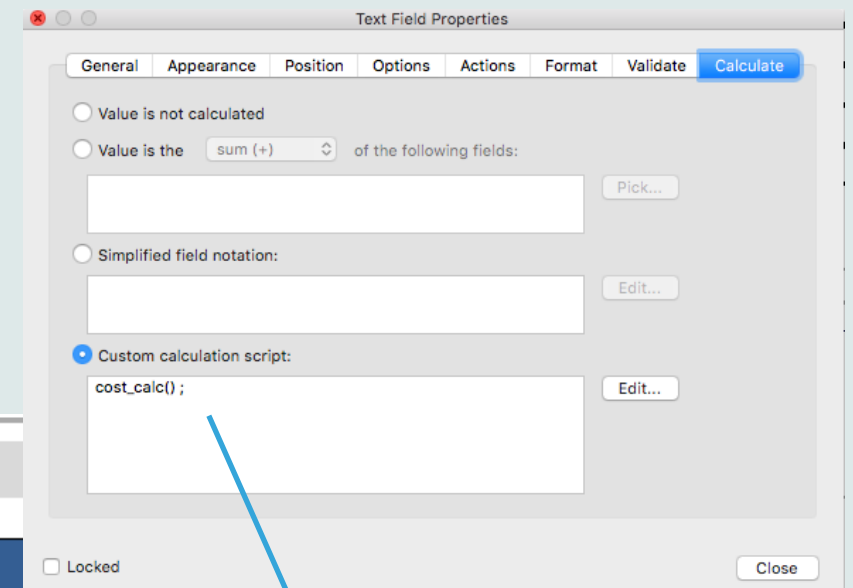 Text Field Properties
General Appearance Position Options Actions Format Validate Calculate
Value is not calculated
Value is the sum (+) of the following fields:
Pick...
Simplified field notation:
Edit...
Custom calculation script:
cost_calc() ;
Edit...
Locked
Close